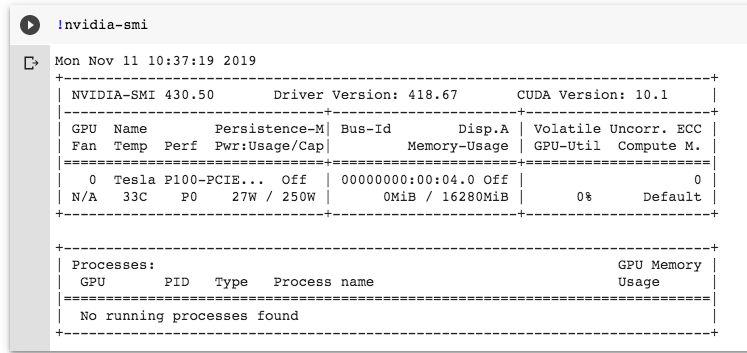 !nvidia-smi
Mon Nov 11 10:37:19 2019
+-----------------------------------------------------------------------------+
| NVIDIA-SMI 430.50       Driver Version: 418.67       CUDA Version: 10.1     |
|-------------------------------+----------------------+----------------------+
| GPU  Name        Persistence-M| Bus-Id        Disp.A | Volatile Uncorr. ECC |
| Fan  Temp  Perf  Pwr:Usage/Cap|         Memory-Usage | GPU-Util  Compute M. |
|===============================+======================+======================|
|   0  Tesla P100-PCIE...  Off  | 00000000:00:04.0 Off |                    0 |
| N/A   33C    P0    27W / 250W |      0MiB / 16280MiB |      0%      Default |
+-------------------------------+----------------------+----------------------+
+-----------------------------------------------------------------------------+
| Processes:                                                       GPU Memory |
|  GPU       PID   Type   Process name                             Usage      |
|=============================================================================|
|  No running processes found                                                 |
+-----------------------------------------------------------------------------+